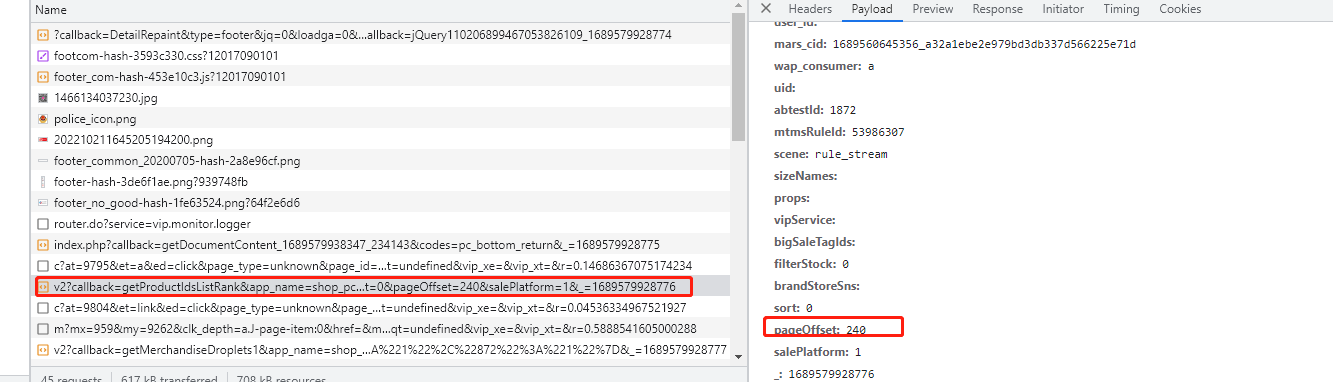 Name
?callback=DetailRepaint&type=footer&jq=0&loadga=0&...allback=jQuery110206899467053826109_1689579928774
footcom-hash-3593c330.css?12017090101
footer_com-hash-453e10c3.js?12017090101
1466134037230.jpg
police_icon.png
202210211645205194200.png
footer_common_20200705-hash-2a8e96cf.png
footer-hash-3de6f1ae.png?939748fb
footer_no_good-hash-1fe63524.png?64f2e6d6
router.do?service=vip.monitor.logger
index.php?callback=getDocumentContent_1689579938347_234143&codes=pc_bottom_return&_=1689579928775
c?at=9795&et=a&ed=click&page_type=unknown&page_id=...t=undefined&vip_xe=&vip_xt=&r=0.14686367075174234
v2?callback=getProductIdsListRank&app_name=shop_pc...t=0&pageOffset=240&salePlatform=1&_=1689579928776
c?at=9804&et=link&ed=click&page_type=unknown&page_...t=undefined&vip_xe=&vip_xt=&r=0.04536334967521927
m?mx=959&my=9262&clk_depth=a.J-page-item:0&href=&m...qt=undefined&vip_xe=&vip_xt=&r=0.5888541605000288
v2?callback=getMerchandiseDroplets1&app_name=shop_...A%221%22%2C%22872%22%3A%221%22%7D&_=1689579928777
45 requests 617 kB transferred 708 kB resources
Headers Payload Preview Response Initiator Timing Cookies
user_id:
mars_cid: 1689560645356_a32a1ebe2e979bd3db337d566225e71d
wap_consumer: a
uid:
abtestId: 1872
mtmsRuleId: 53986307
scene: rule_stream
sizeNames:
props:
vipService:
bigSaleTagIds:
filterStock: 0
brandStoreSns:
sort: 0
pageOffset: 240
salePlatform: 1
_: 1689579928776